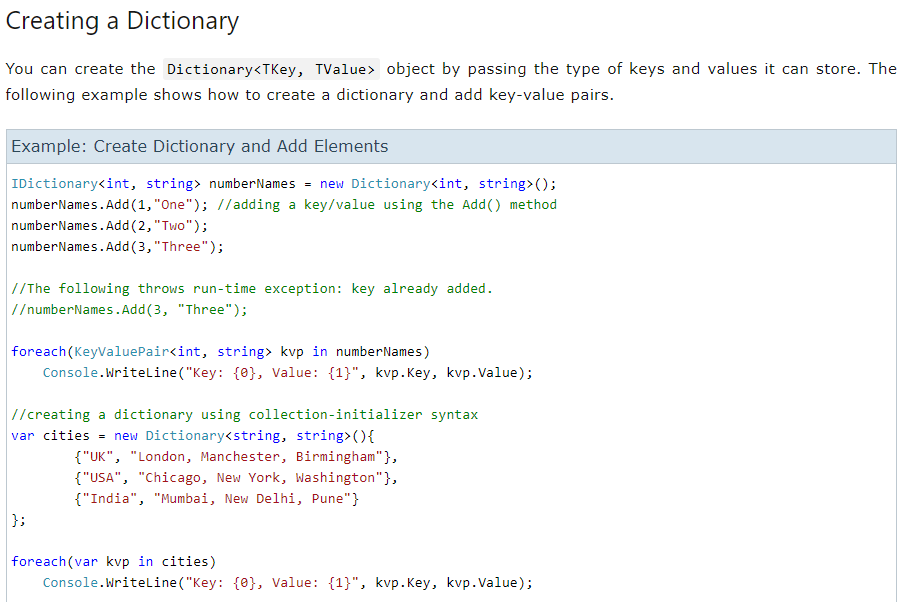 Creating a Dictionary
You can create the Dictionary<TKey, TValue> object by passing the type of keys and values it can store. The
following example shows how to create a dictionary and add key-value pairs.
Example: Create Dictionary and Add Elements
IDictionary<int, string> numberNames = new Dictionary<int, string>();
numberNames.Add(1,"One"); //adding a key/value using the Add() method
numberNames.Add(2,"Two");
numberNames.Add(3,"Three");
//The following throws run-time exception: key already added.
//numberNames.Add(3, "Three");
foreach(KeyValuePair<int, string> kvp in numberNames)
    Console.WriteLine("Key: {0}, Value: {1}", kvp.Key, kvp.Value);
//creating a dictionary using collection-initializer syntax
var cities = new Dictionary<string, string>(){
        {"UK", "London, Manchester, Birmingham"},
        {"USA", "Chicago, New York, Washington"},
        {"India", "Mumbai, New Delhi, Pune"}
};
foreach(var kvp in cities)
    Console.WriteLine("Key: {0}, Value: {1}", kvp.Key, kvp.Value);